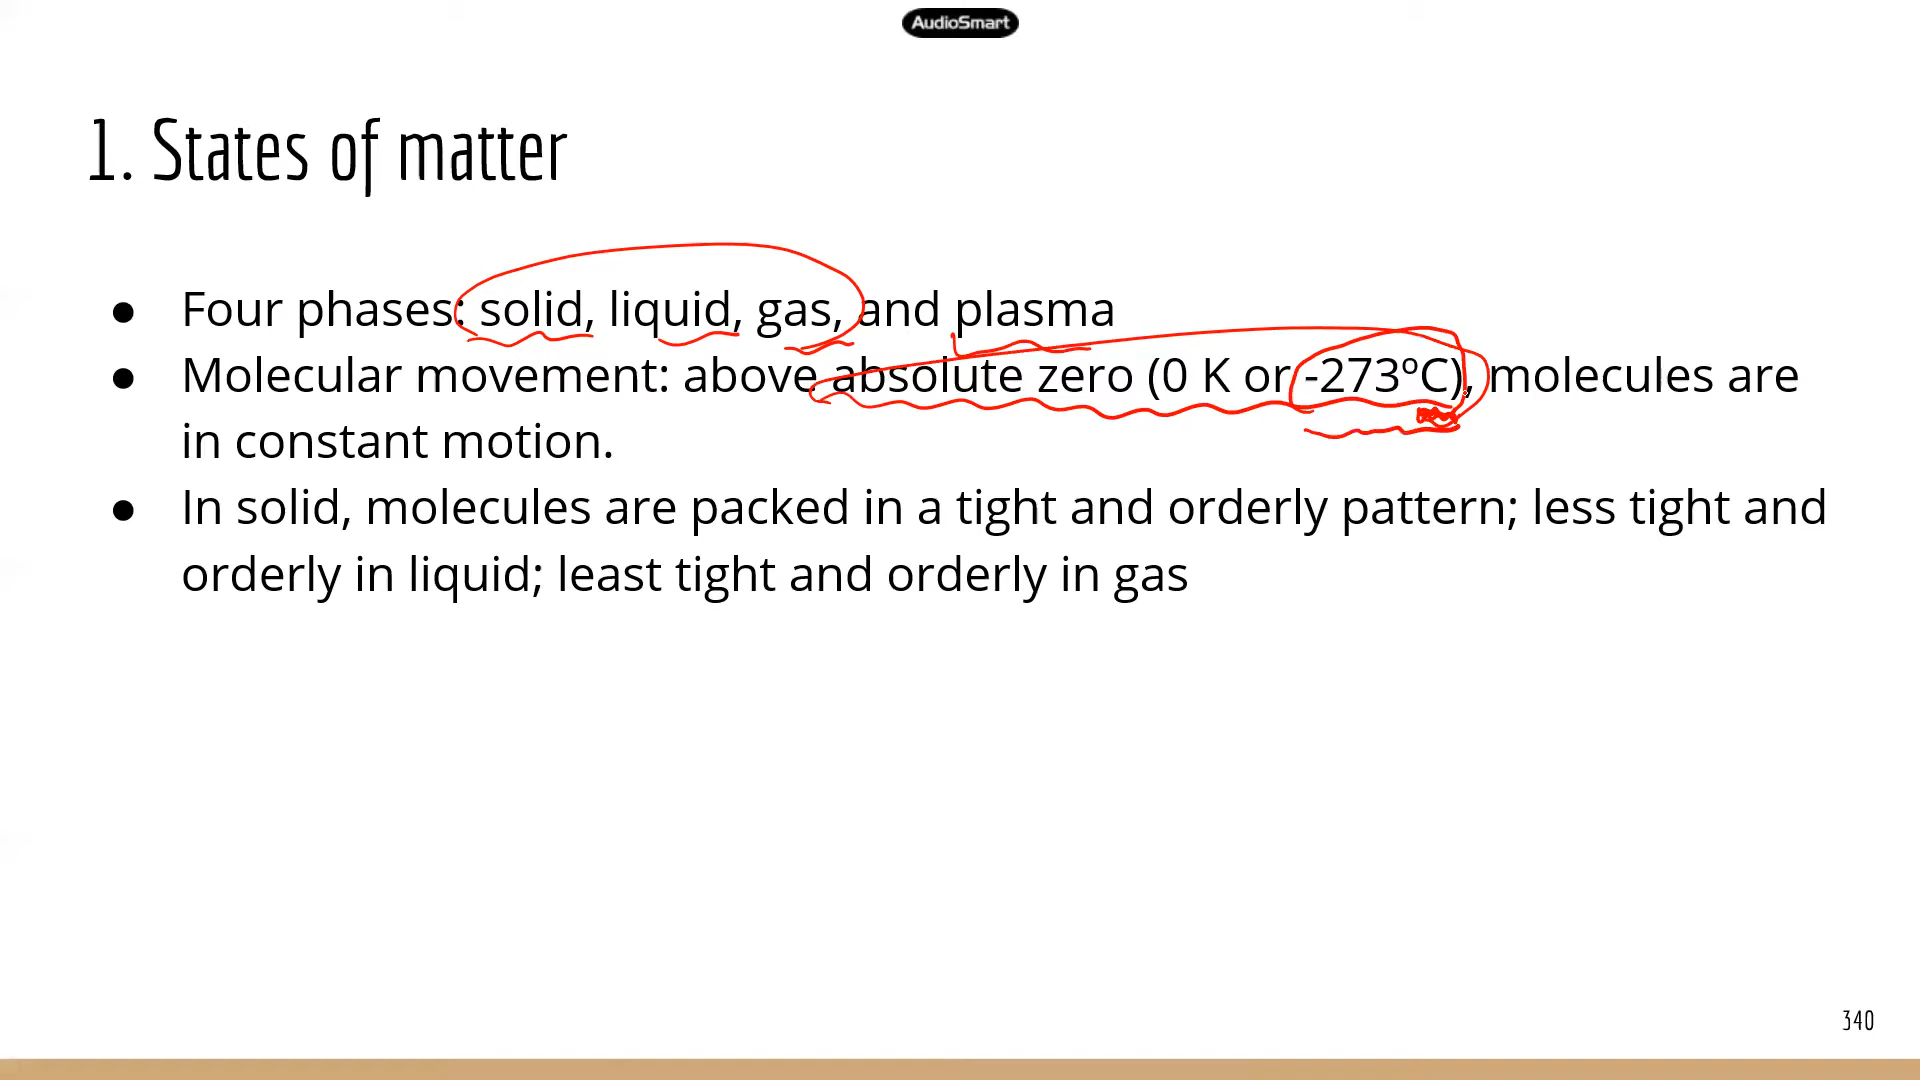 AudioSmart
1. States of matter
● Four phases: solid, liquid, gas, and plasma
● Molecular movement: above absolute zero (0 K or -273ºC), molecules are
in constant motion.
● In solid, molecules are packed in a tight and orderly pattern; less tight and
orderly in liquid; least tight and orderly in gas
340